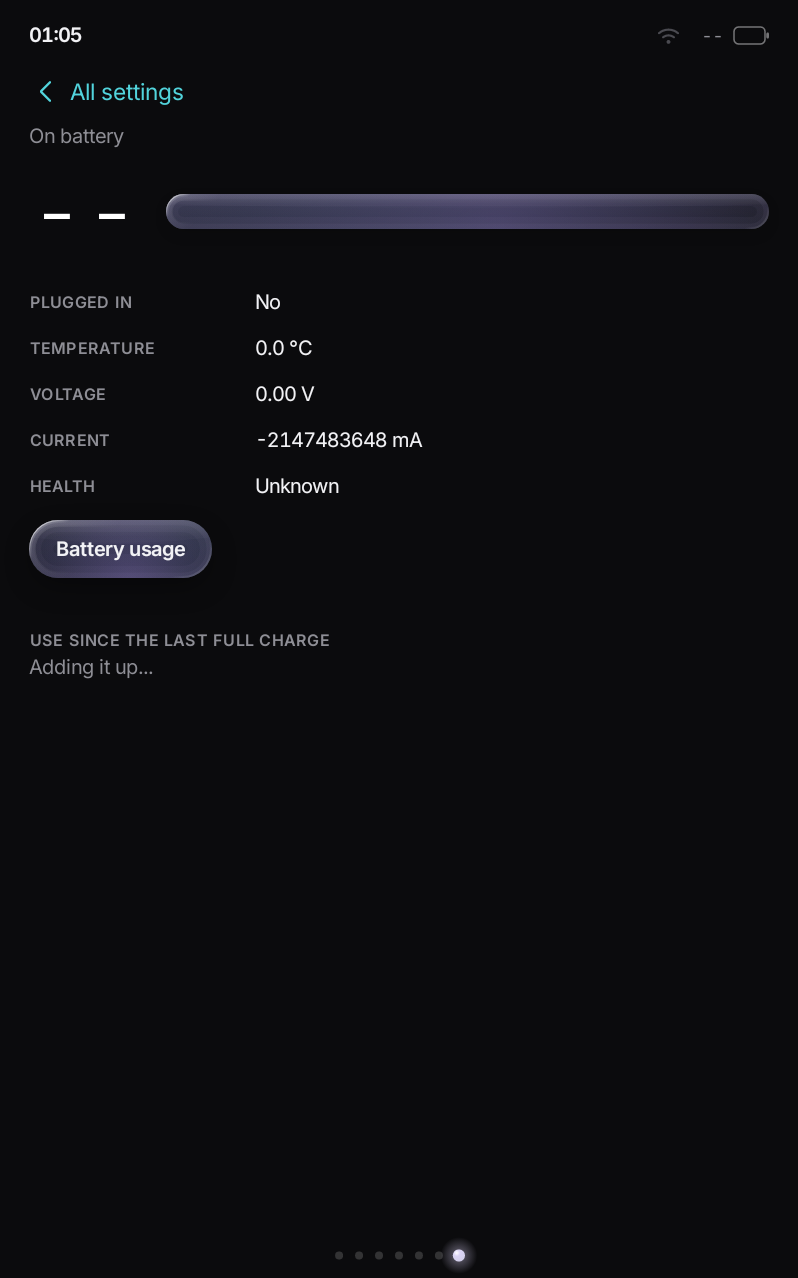 01:05
--
All settings
On battery
– –
PLUGGED IN No
TEMPERATURE 0.0 °C
VOLTAGE 0.00 V
CURRENT -2147483648 mA
HEALTH Unknown
Battery usage
USE SINCE THE LAST FULL CHARGE
Adding it up...